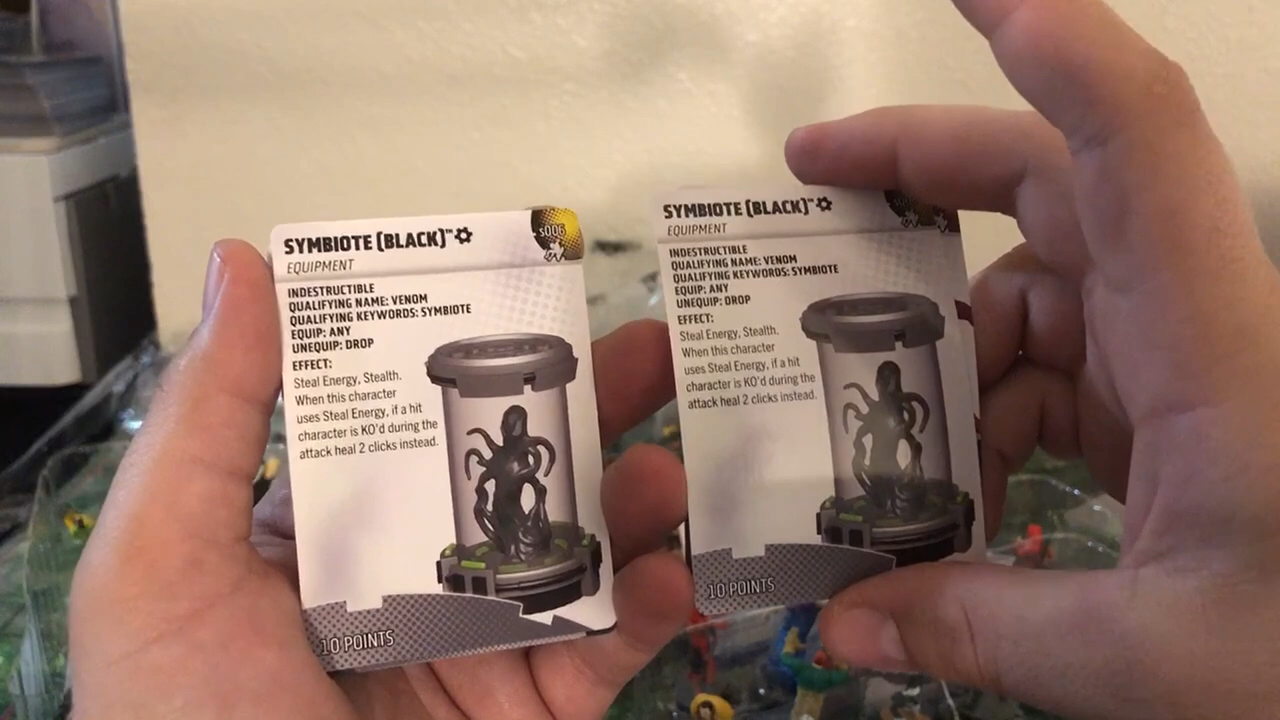 SYMBIOTE (BLACK)™
s006
EQUIPMENT
INDESTRUCTIBLE
QUALIFYING NAME: VENOM
QUALIFYING KEYWORDS: SYMBIOTE
EQUIP: ANY
UNEQUIP: DROP
EFFECT:
Steal Energy, Stealth.
When this character
uses Steal Energy, if a hit
character is KO'd during the
attack heal 2 clicks instead.
10 POINTS
SYMBIOTE (BLACK)™
EQUIPMENT
INDESTRUCTIBLE
QUALIFYING NAME: VENOM
QUALIFYING KEYWORDS: SYMBIOTE
EQUIP: ANY
UNEQUIP: DROP
EFFECT:
Steal Energy, Stealth.
When this character
uses Steal Energy, if a hit
character is KO'd during the
attack heal 2 clicks instead.
10 POINTS